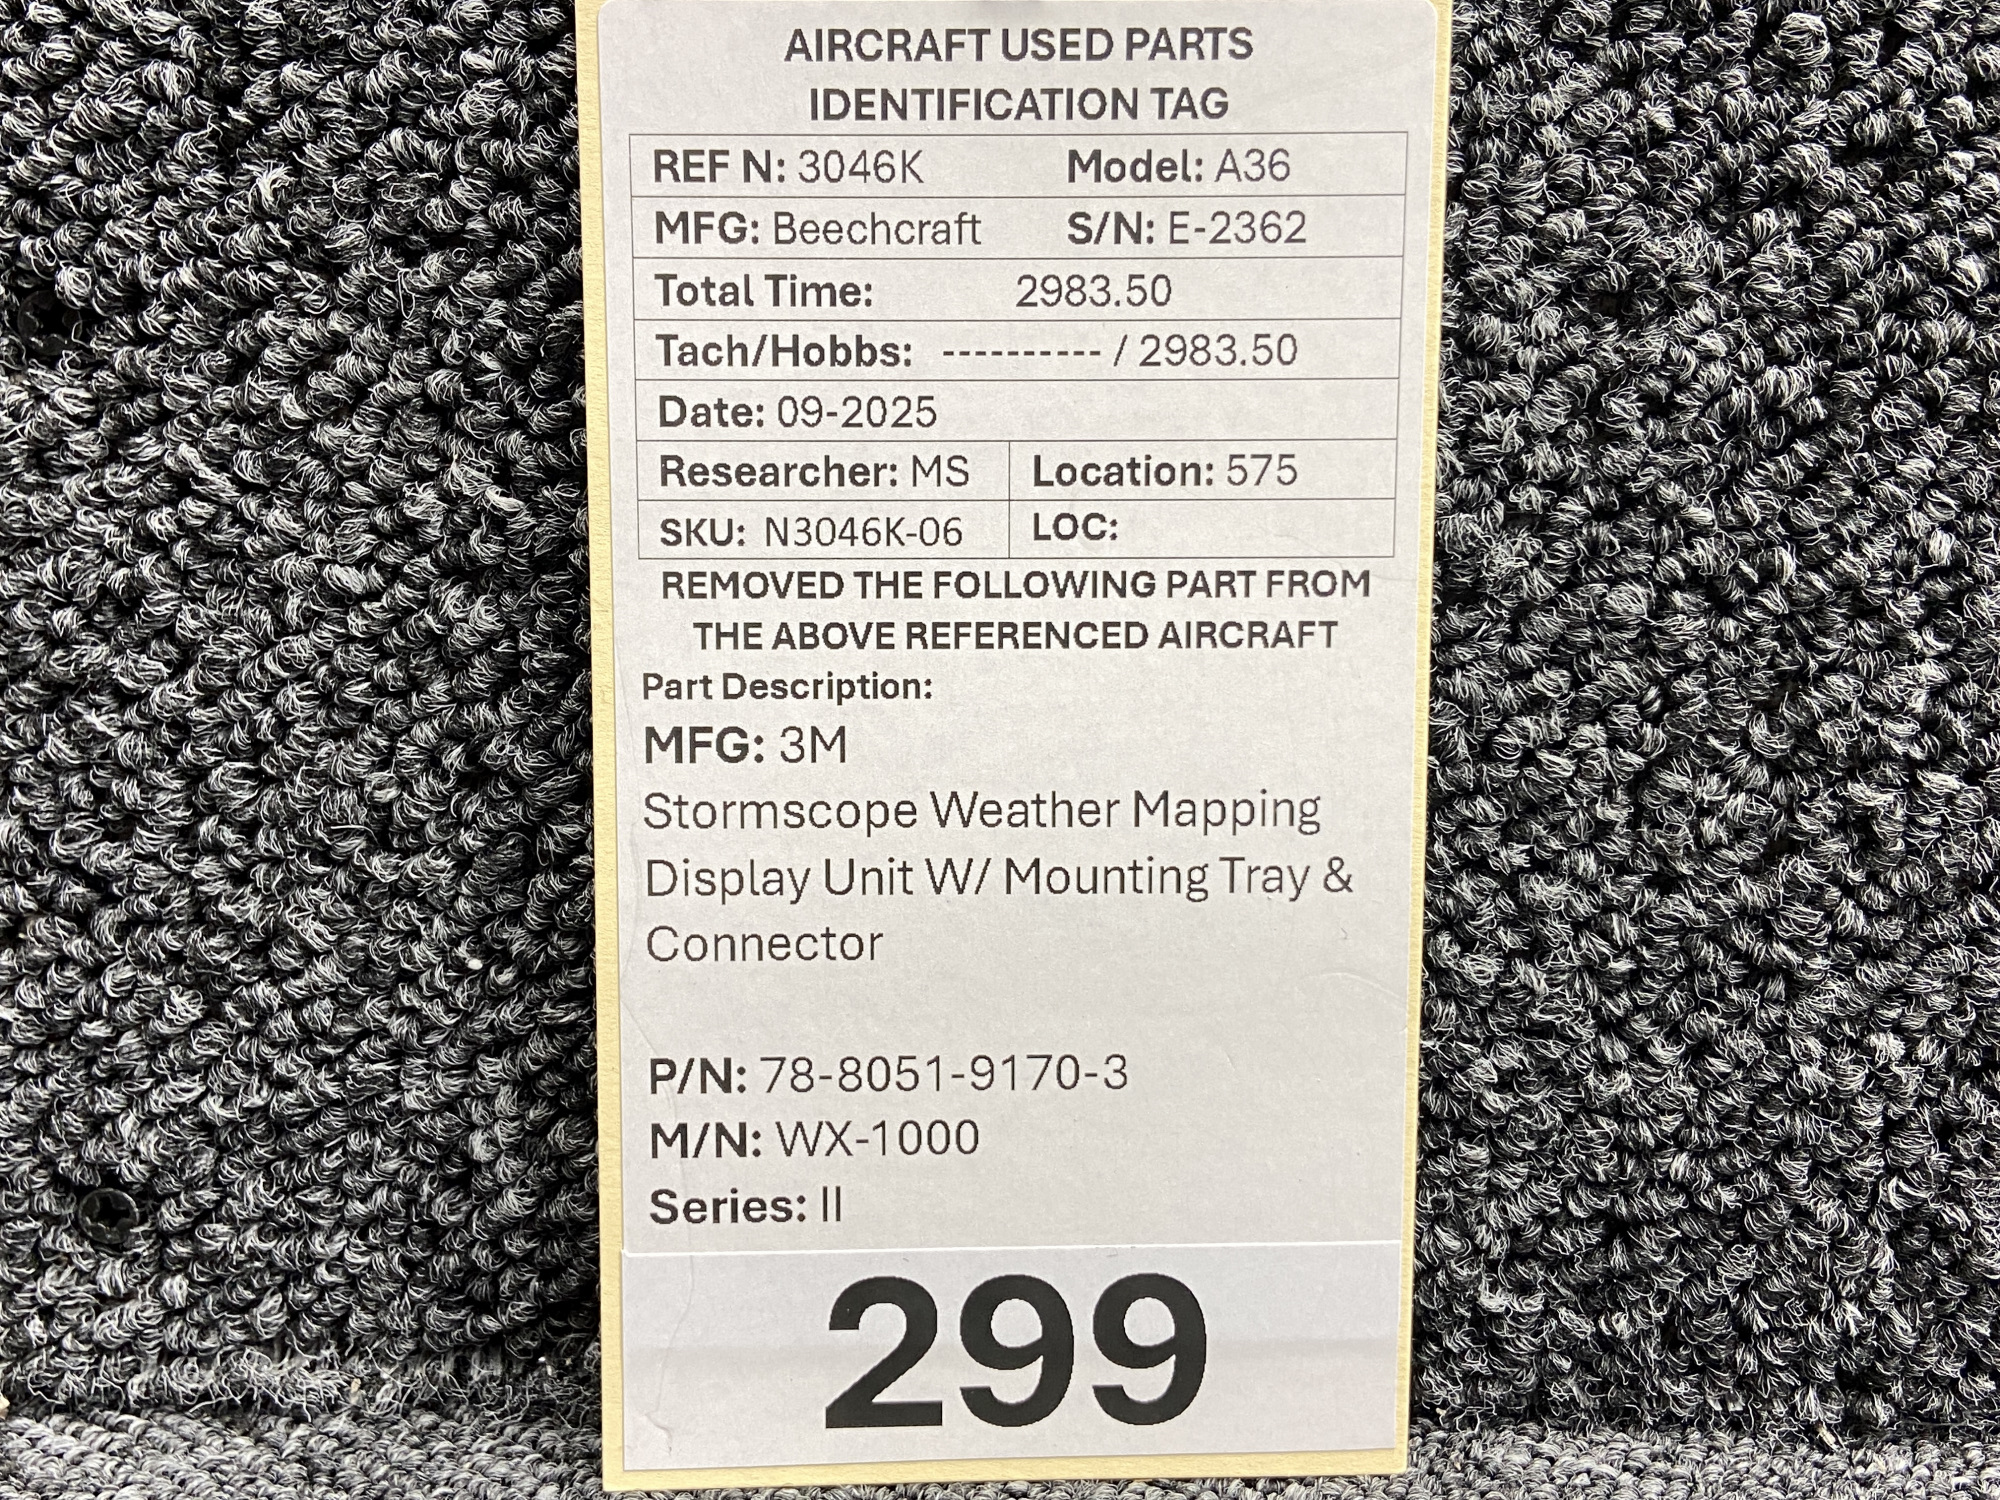 AIRCRAFT USED PARTS
IDENTIFICATION TAG
REF N: 3046K Model: A36
MFG: Beechcraft S/N: E-2362
Total Time: 2983.50
Tach/Hobbs: ---------- / 2983.50
Date: 09-2025
Researcher: MS Location: 575
SKU: N3046K-06 LOC:
REMOVED THE FOLLOWING PART FROM
THE ABOVE REFERENCED AIRCRAFT
Part Description:
MFG: 3M
Stormscope Weather Mapping
Display Unit W/ Mounting Tray &
Connector
P/N: 78-8051-9170-3
M/N: WX-1000
Series: II
299